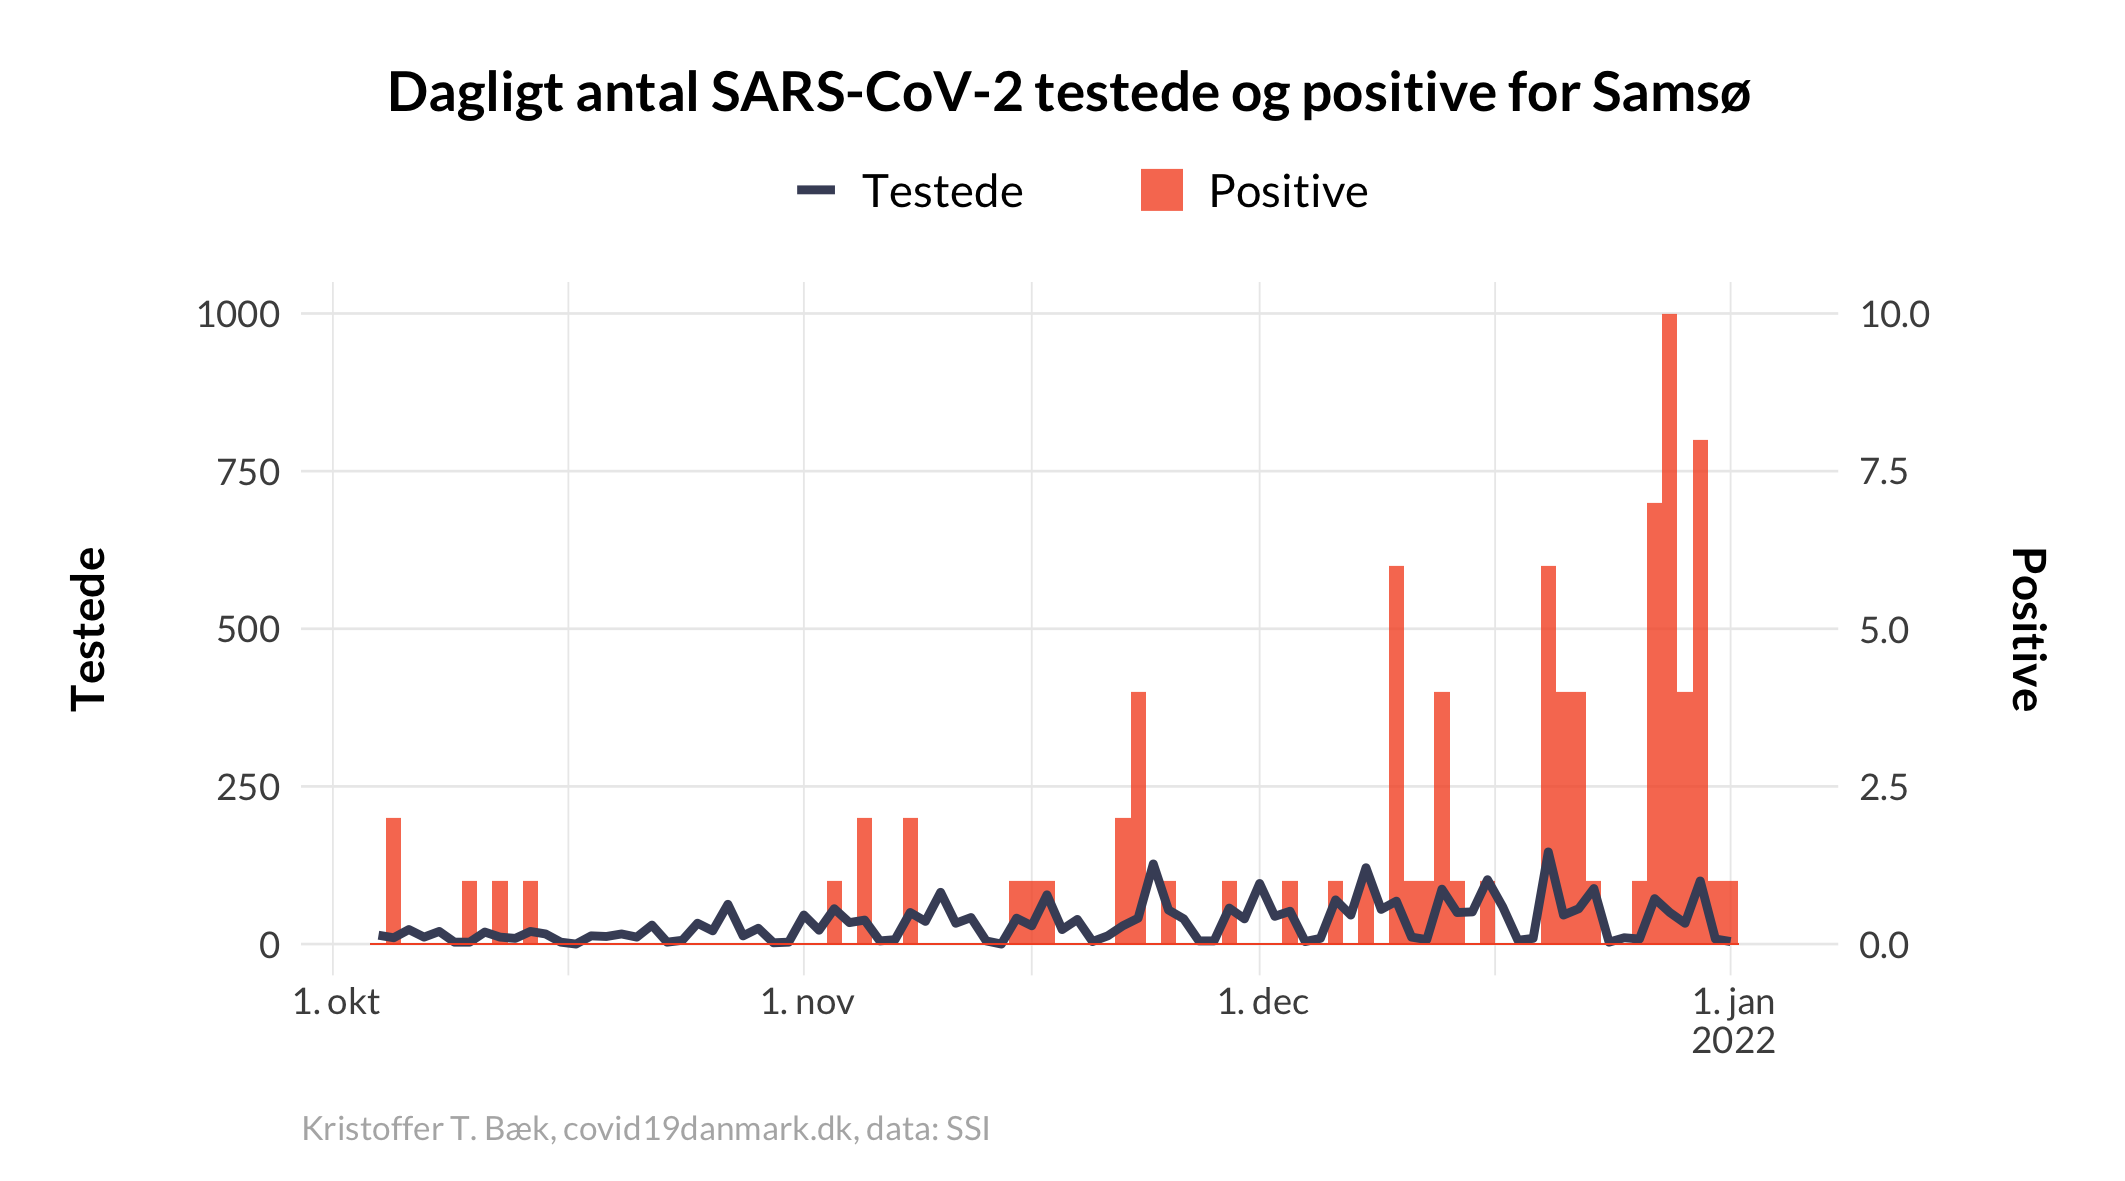 Dagligt antal SARS-CoV-2 testede og positive for Samsø
Testede
Positive
1000
750
500
250
0
10.0
7.5
5.0
2.5
0.0
Testede
Positive
1. okt
1. nov
1. dec
1. jan
2022
Kristoffer T. Bæk, covid19danmark.dk, data: SSI